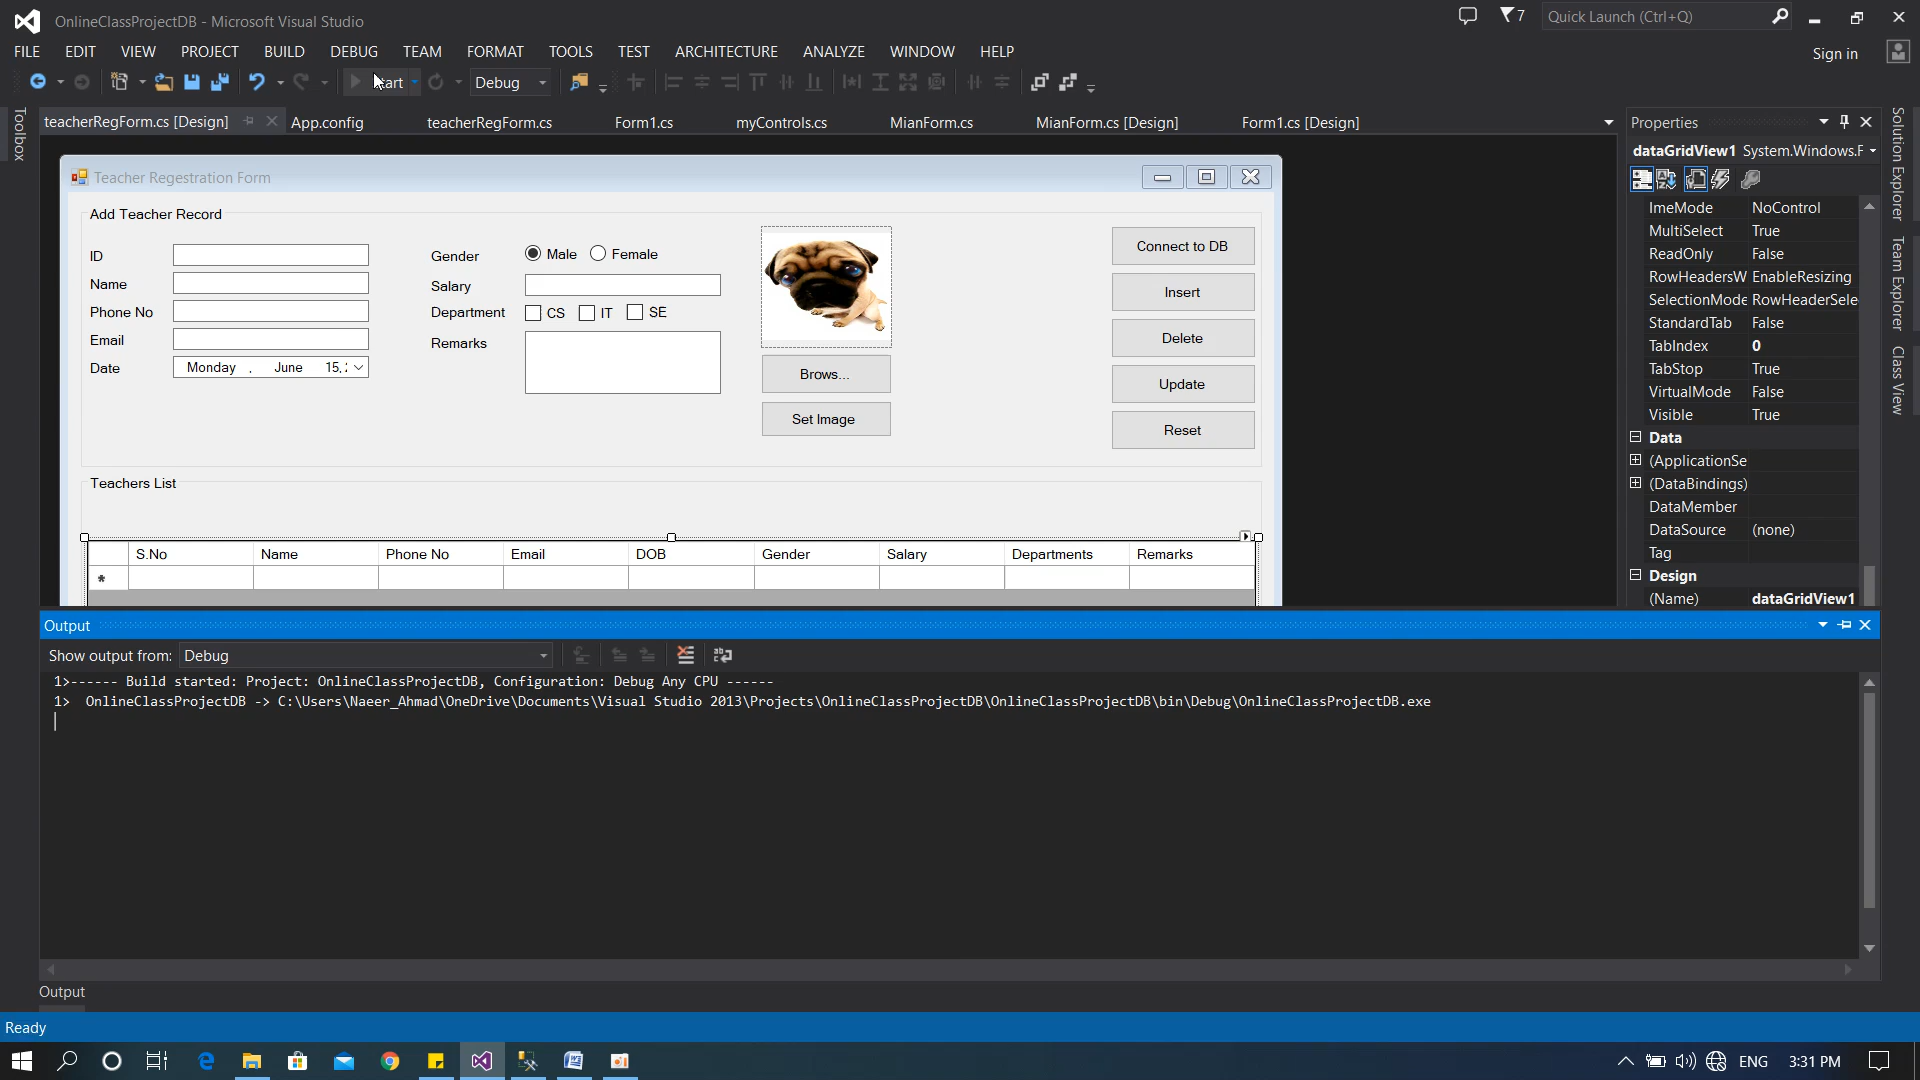 OnlineClassProjectDB - Microsoft Visual Studio
7
Quick Launch (Ctrl+Q)
FILE EDIT VIEW PROJECT BUILD DEBUG TEAM FORMAT TOOLS TEST ARCHITECTURE ANALYZE WINDOW HELP
Sign in
Debug
teacherRegForm.cs [Design] App.config teacherRegForm.cs Form1.cs myControls.cs MianForm.cs MianForm.cs [Design] Form1.cs [Design]
Toolbox
Teacher Regestration Form
Add Teacher Record
ID
Name
Phone No
Email
Date
Monday , June 15, 2
Gender
Male Female
Salary
Department
CS IT SE
Remarks
Brows...
Set Image
Connect to DB
Insert
Delete
Update
Reset
Teachers List
S.No Name Phone No Email DOB Gender Salary Departments Remarks
*
Properties
dataGridView1 System.Windows.F
ImeMode NoControl
MultiSelect True
ReadOnly False
RowHeadersW EnableResizing
SelectionMode RowHeaderSele
StandardTab False
TabIndex 0
TabStop True
VirtualMode False
Visible True
Data
(ApplicationSe
(DataBindings)
DataMember
DataSource (none)
Tag
Design
(Name) dataGridView1
Solution Explorer
Team Explorer
Class View
Output
Show output from: Debug
1>------ Build started: Project: OnlineClassProjectDB, Configuration: Debug Any CPU ------
1> OnlineClassProjectDB -> C:\Users\Naeer_Ahmad\OneDrive\Documents\Visual Studio 2013\Projects\OnlineClassProjectDB\OnlineClassProjectDB\bin\Debug\OnlineClassProjectDB.exe
Output
Ready
ENG
3:31 PM